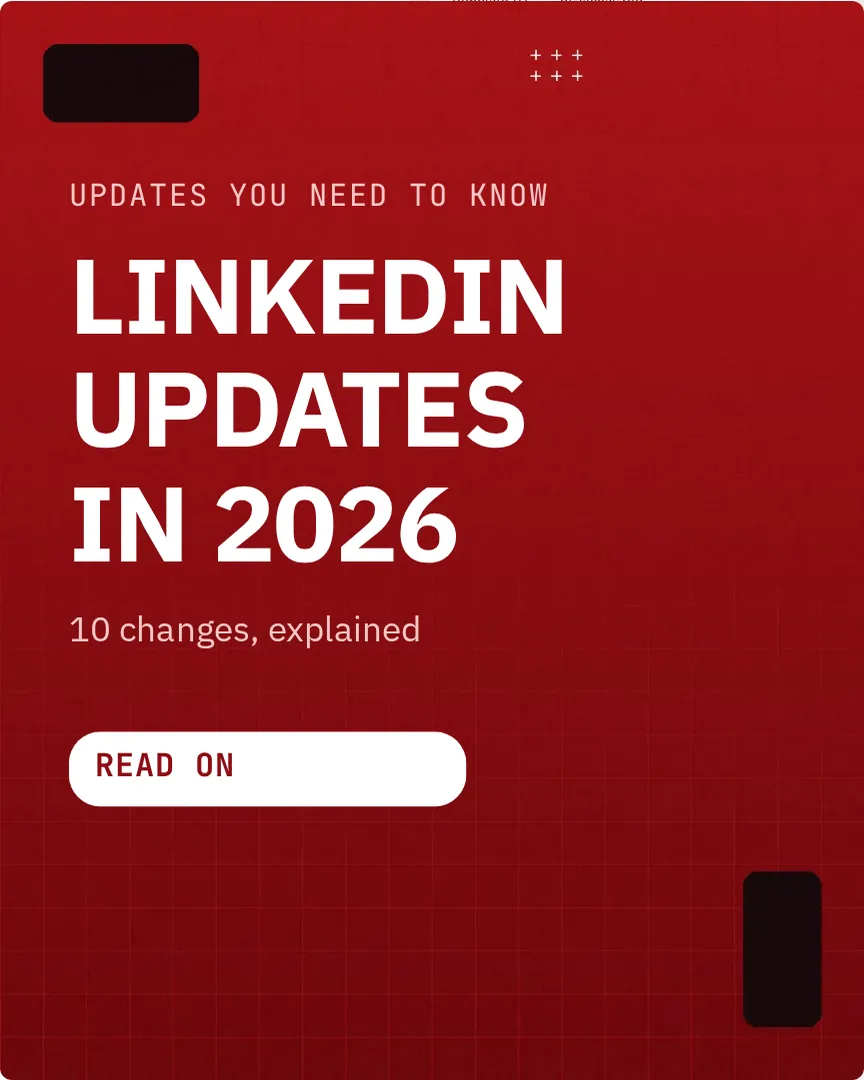 UPDATES YOU NEED TO KNOW
LINKEDIN
UPDATES
IN 2026
10 changes, explained
READ ON